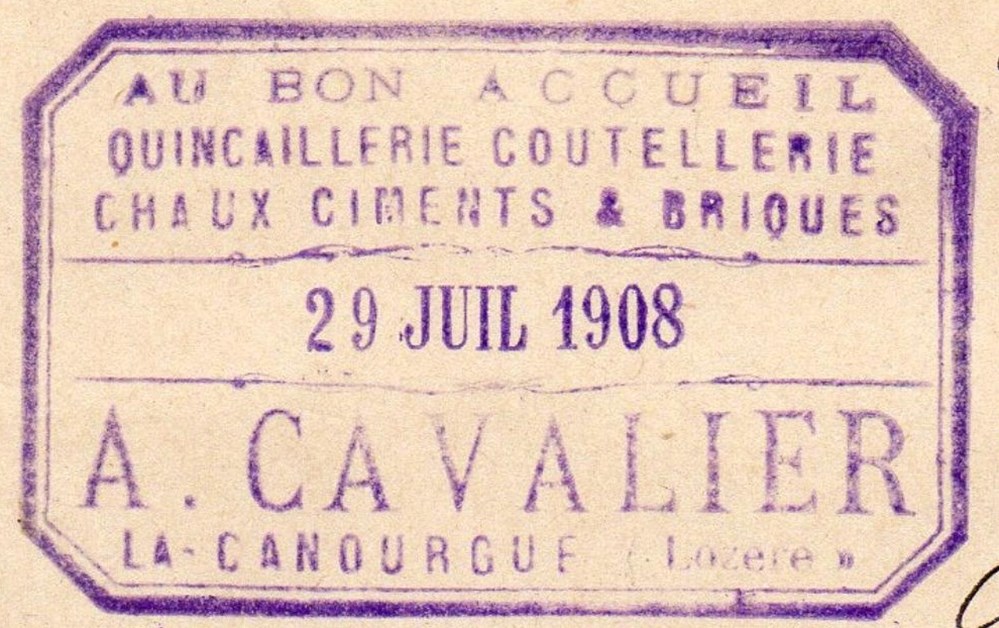 AU BON ACCUEIL
QUINCAILLERIE COUTELLERIE
CHAUX CIMENTS & BRIQUES
29 JUIL 1908
A. CAVALIER
LA-CANOURGUE (Lozère »